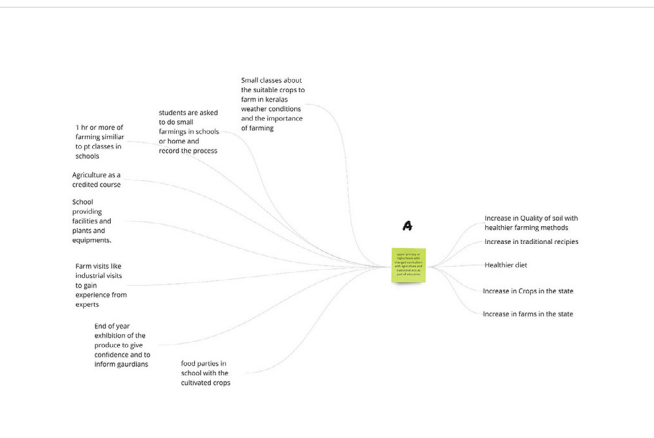 Small classes about
the suitable crops to
farm in keralas
weather conditions
and the importance
of farming
students are asked
to do small
farmings in schools
or home and
record the process
1 hr or more of
farming similiar
to pt classes in
schools
Agriculture as a
credited course
School
providing
facilities and
plants and
equipments.
Farm visits like
industrial visits
to gain
experience from
experts
End of year
exhibition of the
produce to give
confidence and to
inform gaurdians
food parties in
school with the
cultivated crops
A
Increase in Quality of soil with
healthier farming methods
Increase in traditional recipies
Healthier diet
Increase in Crops in the state
Increase in farms in the state